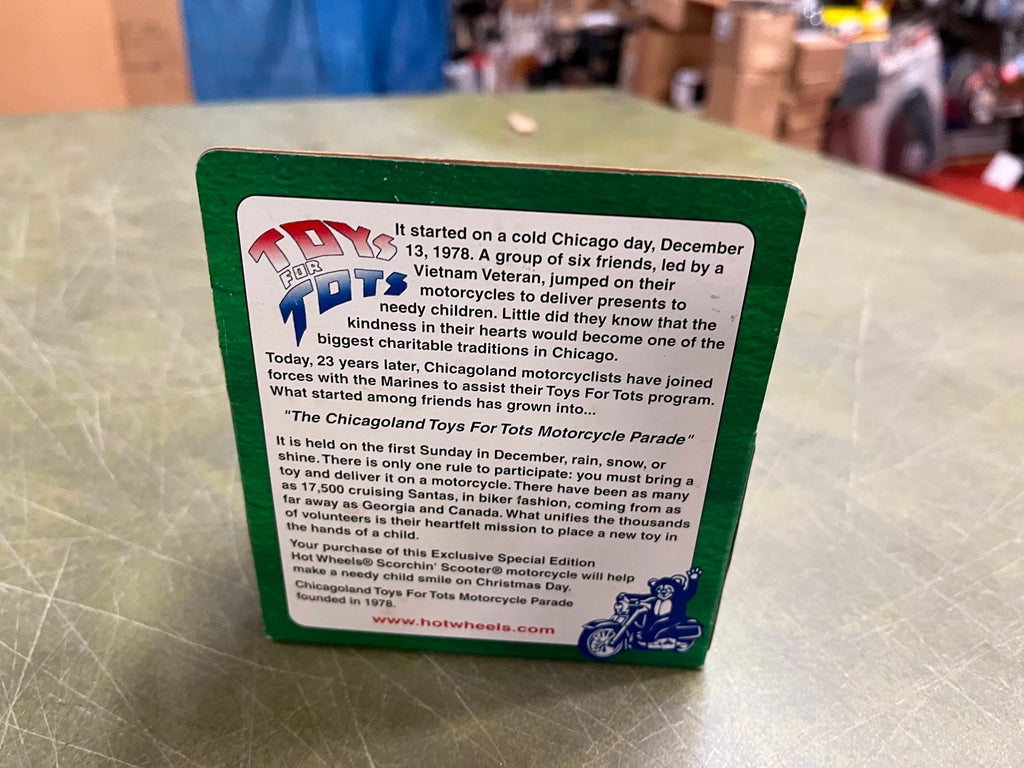 TOYS
FOR
TOTS
It started on a cold Chicago day, December
13, 1978. A group of six friends, led by a
Vietnam Veteran, jumped on their
motorcycles to deliver presents to
needy children. Little did they know that the
kindness in their hearts would become one of the
biggest charitable traditions in Chicago.
Today, 23 years later, Chicagoland motorcyclists have joined
forces with the Marines to assist their Toys For Tots program.
What started among friends has grown into...
"The Chicagoland Toys For Tots Motorcycle Parade"
It is held on the first Sunday in December, rain, snow, or
shine. There is only one rule to participate: you must bring a
toy and deliver it on a motorcycle. There have been as many
as 17,500 cruising Santas, in biker fashion, coming from as
far away as Georgia and Canada. What unifies the thousands
of volunteers is their heartfelt mission to place a new toy in
the hands of a child.
Your purchase of this Exclusive Special Edition
Hot Wheels® Scorchin' Scooter® motorcycle will help
make a needy child smile on Christmas Day.
Chicagoland Toys For Tots Motorcycle Parade
founded in 1978.
www.hotwheels.com